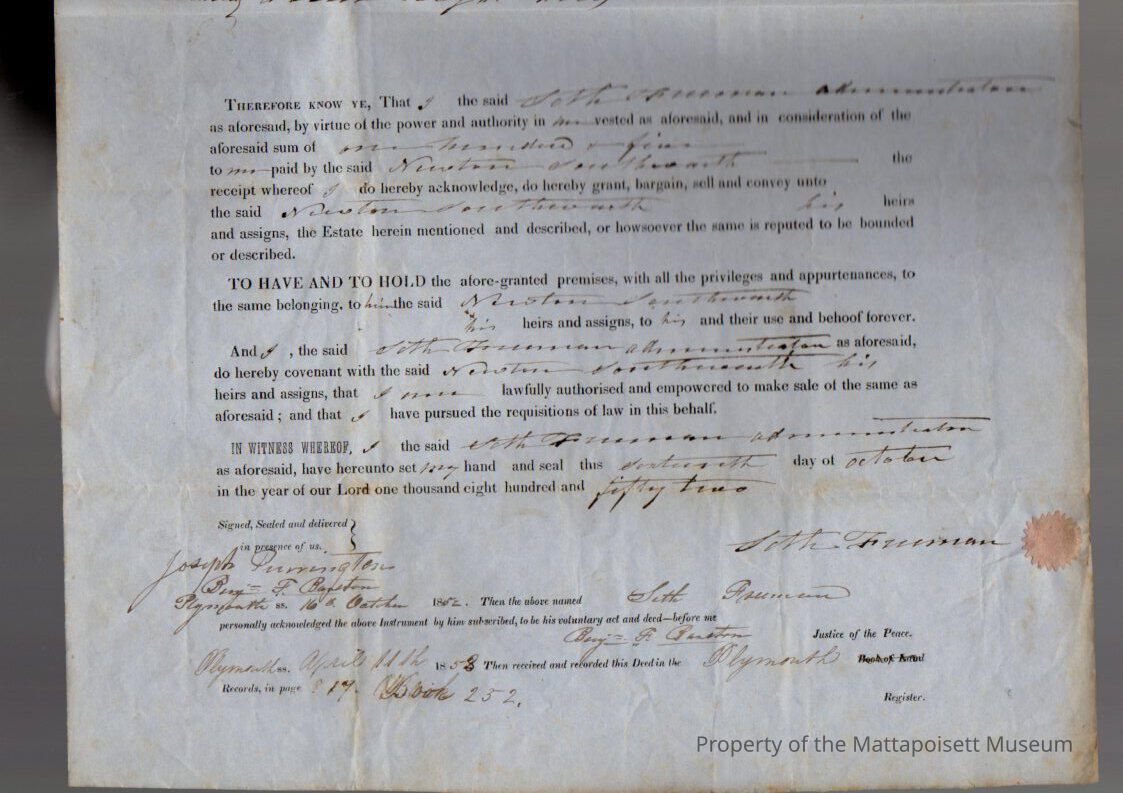 THEREFORE KNOW YE, That I the said Seth Freeman administrator
as aforesaid, by virtue of the power and authority in me vested as aforesaid, and in consideration of the
aforesaid sum of one hundred & five
to me paid by the said Newton Southworth the
receipt whereof I do hereby acknowledge, do hereby grant, bargain, sell and convey unto
the said Newton Southworth his heirs
and assigns, the Estate herein mentioned and described, or howsoever the same is reputed to be bounded
or described.
TO HAVE AND TO HOLD the afore-granted premises, with all the privileges and appurtenances, to
the same belonging, to him the said Newton Southworth
his heirs and assigns, to his and their use and behoof forever.
And I, the said Seth Freeman administrator as aforesaid,
do hereby covenant with the said Newton Southworth his
heirs and assigns, that I am lawfully authorised and empowered to make sale of the same as
aforesaid; and that I have pursued the requisitions of law in this behalf.
IN WITNESS WHEREOF, I the said Seth Freeman administrator
as aforesaid, have hereunto set my hand and seal this sixteenth day of october
in the year of our Lord one thousand eight hundred and fifty two
Signed, Sealed and delivered
in presence of us.
Seth Freeman
Joseph Purrington
Benj= F. Barstow
Plymouth ss. 16th October 1852. Then the above named Seth Freeman
personally acknowledged the above Instrument by him subscribed, to be his voluntary act and deed—before me
Benj= F. Barstow Justice of the Peace.
Plymouth ss. April 11th 1853 Then received and recorded this Deed in the Plymouth
Records, in page Book 252.
Register.
Property of the Mattapoisett Museum